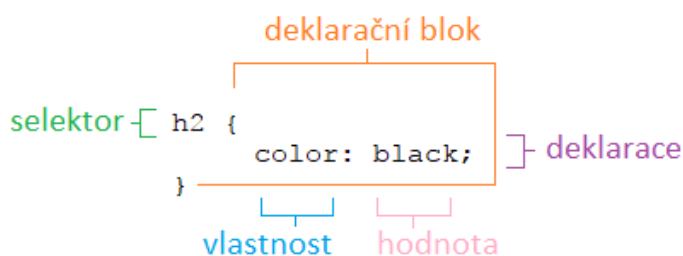 deklarační blok
selektor h2 {
color: black; deklarace
}
vlastnost hodnota